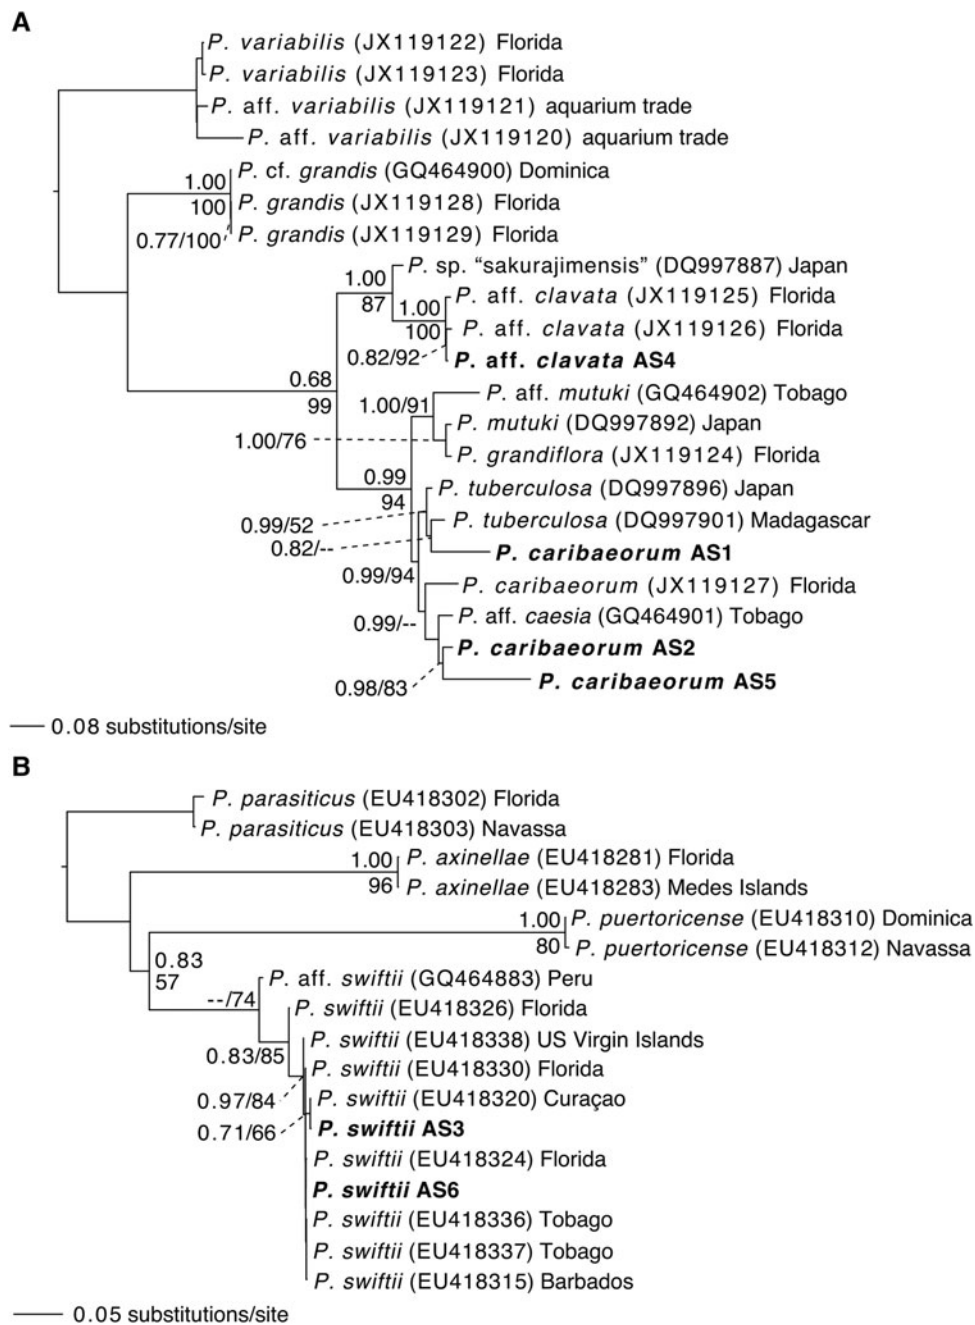 A
P. variabilis (JX119122) Florida
P. variabilis (JX119123) Florida
P. aff. variabilis (JX119121) aquarium trade
P. aff. variabilis (JX119120) aquarium trade
P. cf. grandis (GQ464900) Dominica
1.00
100
P. grandis (JX119128) Florida
0.77/100
P. grandis (JX119129) Florida
P. sp. “sakurajimensis” (DQ997887) Japan
1.00
87
P. aff. clavata (JX119125) Florida
1.00
100
P. aff. clavata (JX119126) Florida
0.82/92
P. aff. clavata AS4
0.68
99
P. aff. mutuki (GQ464902) Tobago
1.00/91
P. mutuki (DQ997892) Japan
1.00/76
P. grandiflora (JX119124) Florida
0.99
94
P. tuberculosa (DQ997896) Japan
0.99/52
P. tuberculosa (DQ997901) Madagascar
0.82/--
P. caribaeorum AS1
0.99/94
P. caribaeorum (JX119127) Florida
P. aff. caesia (GQ464901) Tobago
0.99/--
P. caribaeorum AS2
0.98/83
P. caribaeorum AS5
0.08 substitutions/site
B
P. parasiticus (EU418302) Florida
P. parasiticus (EU418303) Navassa
1.00
96
P. axinellae (EU418281) Florida
P. axinellae (EU418283) Medes Islands
1.00
80
P. puertoricense (EU418310) Dominica
P. puertoricense (EU418312) Navassa
0.83
57
P. aff. swiftii (GQ464883) Peru
--/74
P. swiftii (EU418326) Florida
P. swiftii (EU418338) US Virgin Islands
0.83/85
P. swiftii (EU418330) Florida
0.97/84
P. swiftii (EU418320) Curaçao
0.71/66
P. swiftii AS3
P. swiftii (EU418324) Florida
P. swiftii AS6
P. swiftii (EU418336) Tobago
P. swiftii (EU418337) Tobago
P. swiftii (EU418315) Barbados
0.05 substitutions/site